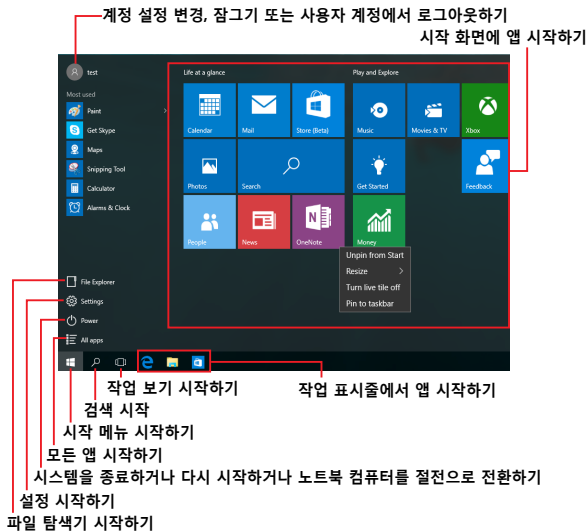 계정 설정 변경, 잠그기 또는 사용자 계정에서 로그아웃하기
시작 화면에 앱 시작하기
test
Life at a glance
Play and Explore
Most used
Paint
Get Skype
Maps
Snipping Tool
Calculator
Alarms & Clock
Calendar
Mail
Store (Beta)
Music
Movies & TV
Xbox
Photos
Search
Get Started
Feedback
People
News
OneNote
Money
Unpin from Start
Resize
Turn live tile off
Pin to taskbar
File Explorer
Settings
Power
All apps
작업 보기 시작하기
작업 표시줄에서 앱 시작하기
검색 시작
시작 메뉴 시작하기
모든 앱 시작하기
시스템을 종료하거나 다시 시작하거나 노트북 컴퓨터를 절전으로 전환하기
설정 시작하기
파일 탐색기 시작하기